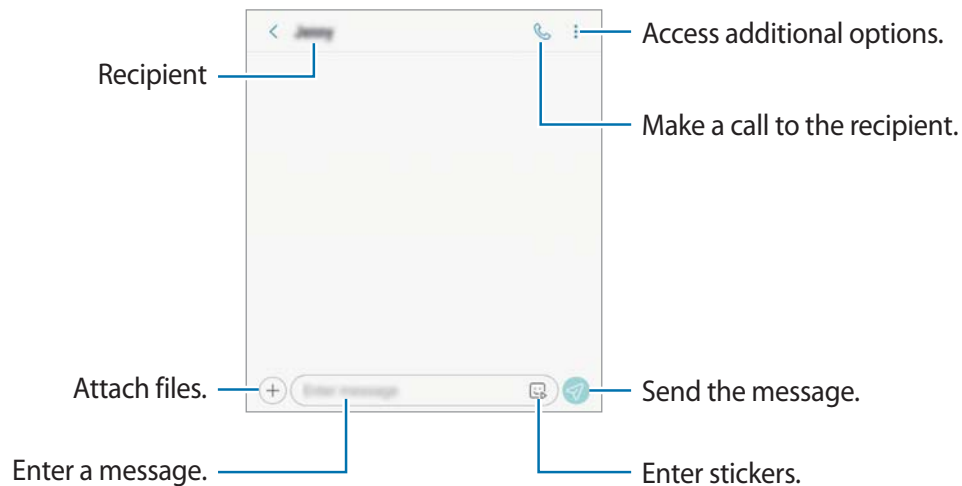 Access additional options.
Recipient
Make a call to the recipient.
Attach files.
Send the message.
Enter a message.
Enter stickers.